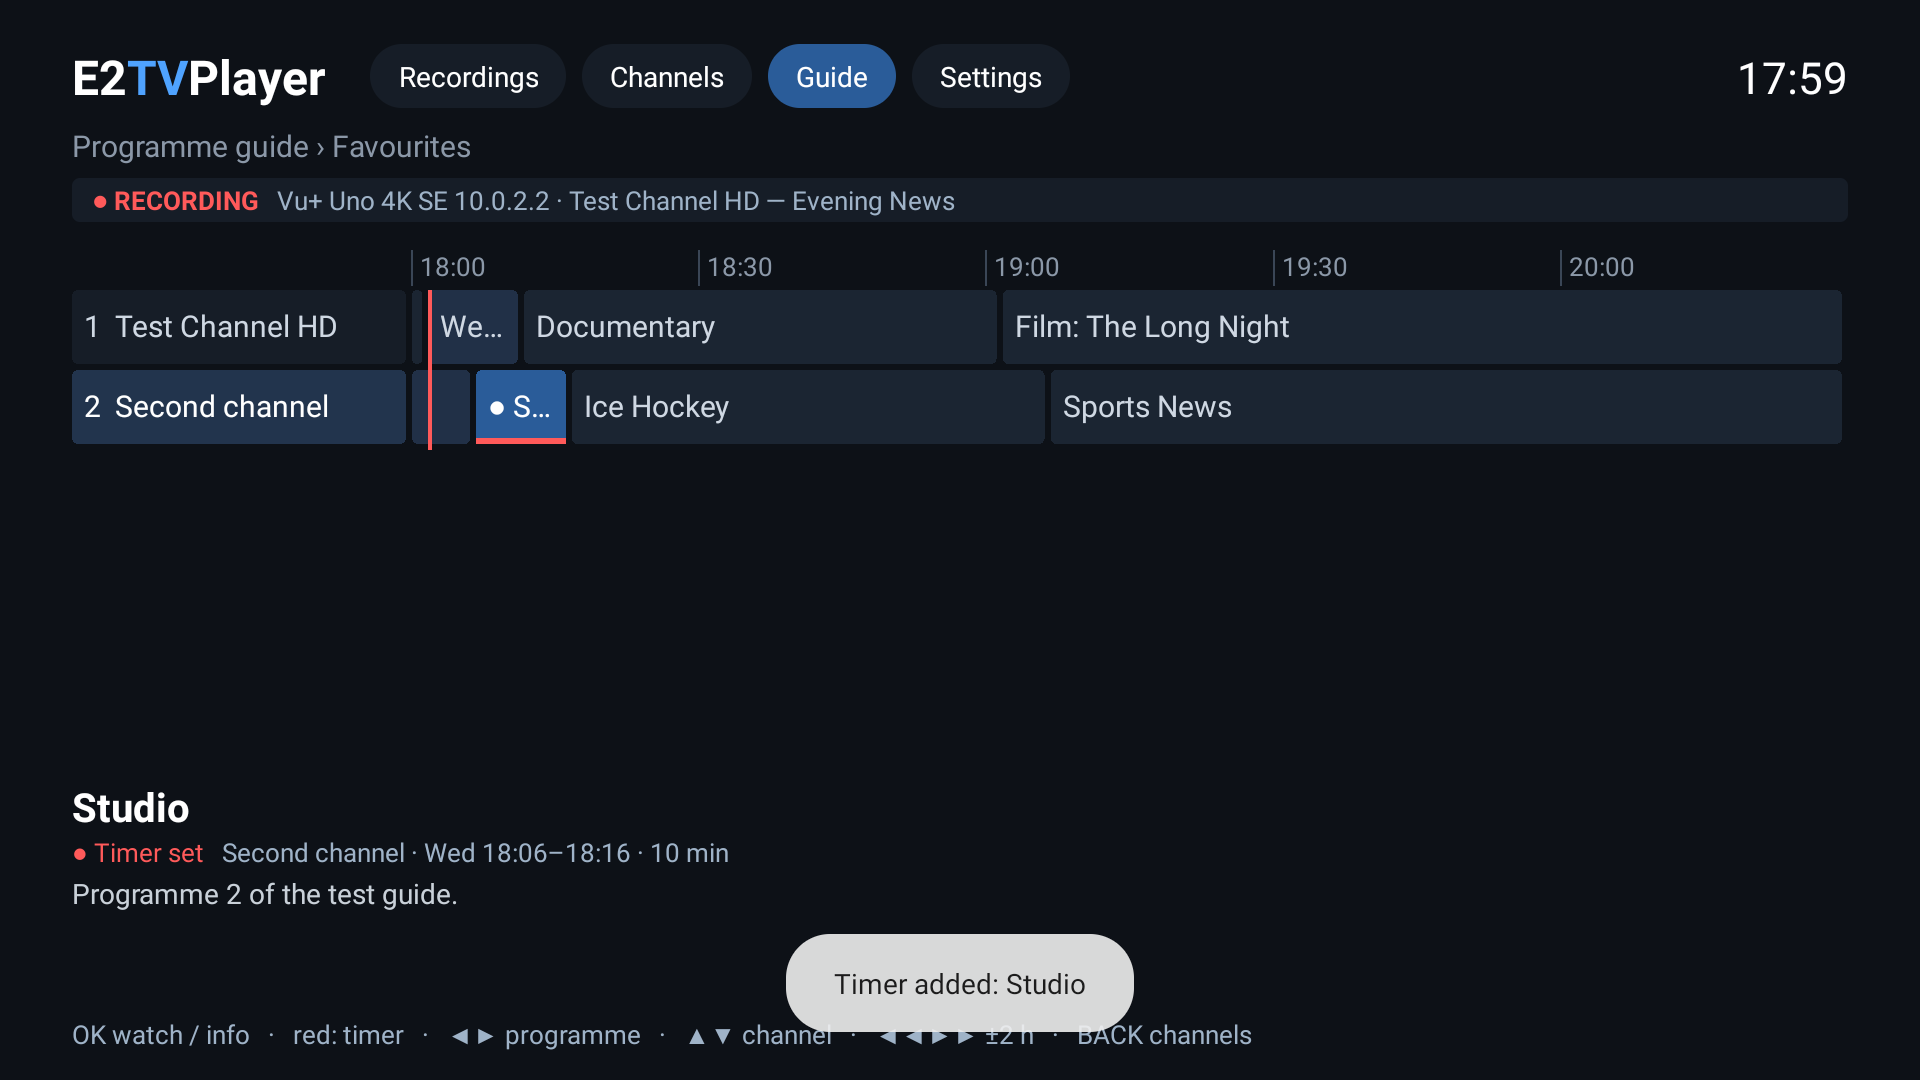 E2TVPlayer Recordings Channels Guide Settings 17:59
Programme guide › Favourites
● RECORDING Vu+ Uno 4K SE 10.0.2.2 · Test Channel HD — Evening News
18:00 18:30 19:00 19:30 20:00
1 Test Channel HD We... Documentary Film: The Long Night
2 Second channel ● S... Ice Hockey Sports News
Studio
● Timer set Second channel · Wed 18:06–18:16 · 10 min
Programme 2 of the test guide.
Timer added: Studio
OK watch / info · red: timer · ◄ ► programme · ▲ ▼ channel · ◄◄ ►► ±2 h · BACK channels